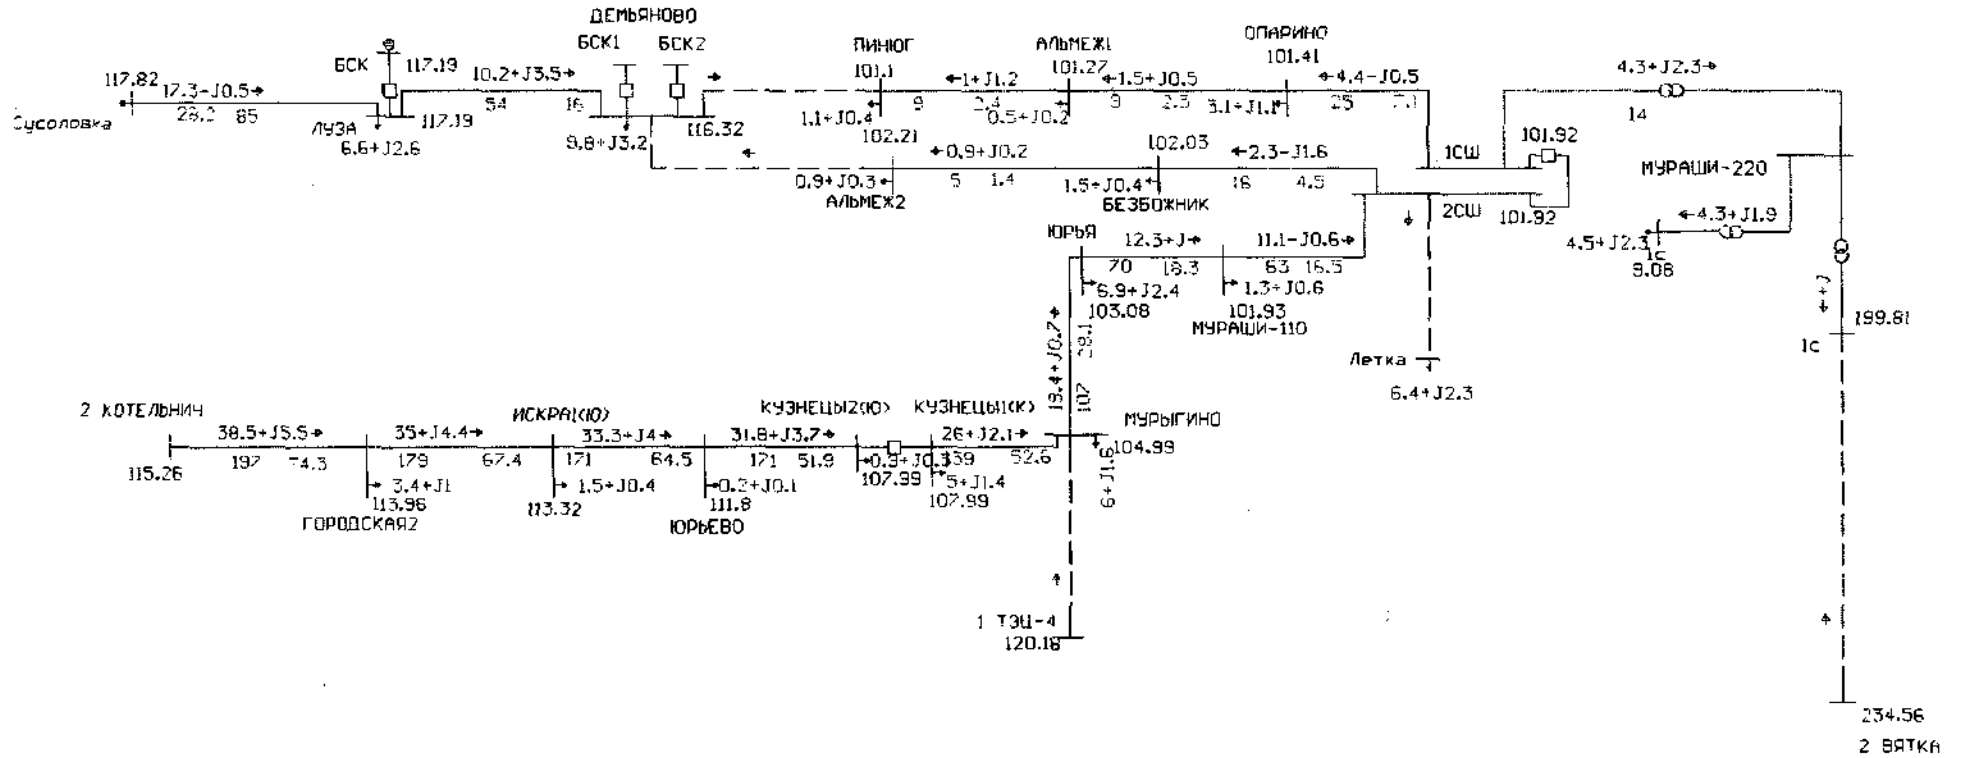 ДЕМЬЯНОВО
БСК1 БСК2
БСК 117.19
10.2+J3.5
117.82
17.3-J0.5
28.2 85
Сусоловка
ЛУЗА
6.6+J2.6
117.19
54 16
9.8+J3.2
116.32
ПИНЮГ
101.1
1+J1.2
9 2.4
1.1+J0.4
АЛЬМЕЖ1
101.27
1.5+J0.5
9 2.3
0.5+J0.2
ОПАРИНО
101.41
4.4-J0.5
25 7.1
3.1+J1.1
102.21
0.9+J0.2
5 1.4
0.9+J0.3
АЛЬМЕЖ2
102.03
2.3-J1.6
16 4.5
1.5+J0.4
БЕЗБОЖНИК
1СШ
101.92
2СШ
101.92
4.3+J2.3
14
МУРАШИ-220
4.3+J1.9
4.5+J2.3
1С
9.08
+J
199.81
1С
ЮРЬЯ
12.3+J
70 18.3
6.9+J2.4
103.08
11.1-J0.6
63 16.5
1.3+J0.6
101.93
МУРАШИ-110
Летка
6.4+J2.3
19.4+J0.7
107
МУРЫГИНО
104.99
6+J1.6
2 КОТЕЛЬНИЧ
115.26
38.5+J5.5
197 74.3
35+J4.4
179 67.4
3.4+J1
113.96
ГОРОДСКАЯ2
ИСКРА1(Ю)
33.3+J4
171 64.5
1.5+J0.4
113.32
31.8+J3.7
171 51.9
0.2+J0.1
111.8
ЮРЬЕВО
КУЗНЕЦЫ2(Ю) КУЗНЕЦЫ1(К)
26+J2.1
0.9+J0.3
107.99
139 52.6
5+J1.4
107.99
1 ТЭЦ-4
120.18
234.56
2 ВЯТКА